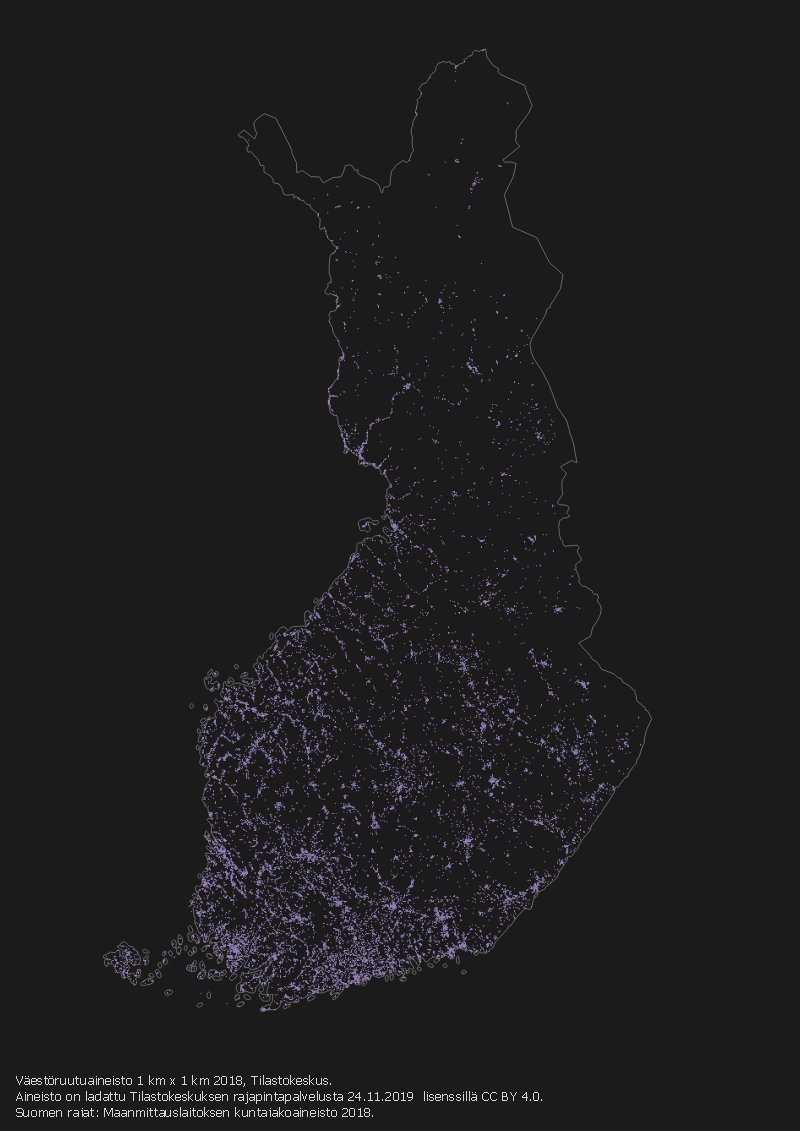 Väestöruutuaineisto 1 km x 1 km 2018, Tilastokeskus.
Aineisto on ladattu Tilastokeskuksen rajapintapalvelusta 24.11.2019 lisenssillä CC BY 4.0.
Suomen rajat: Maanmittauslaitoksen kuntajakoaineisto 2018.